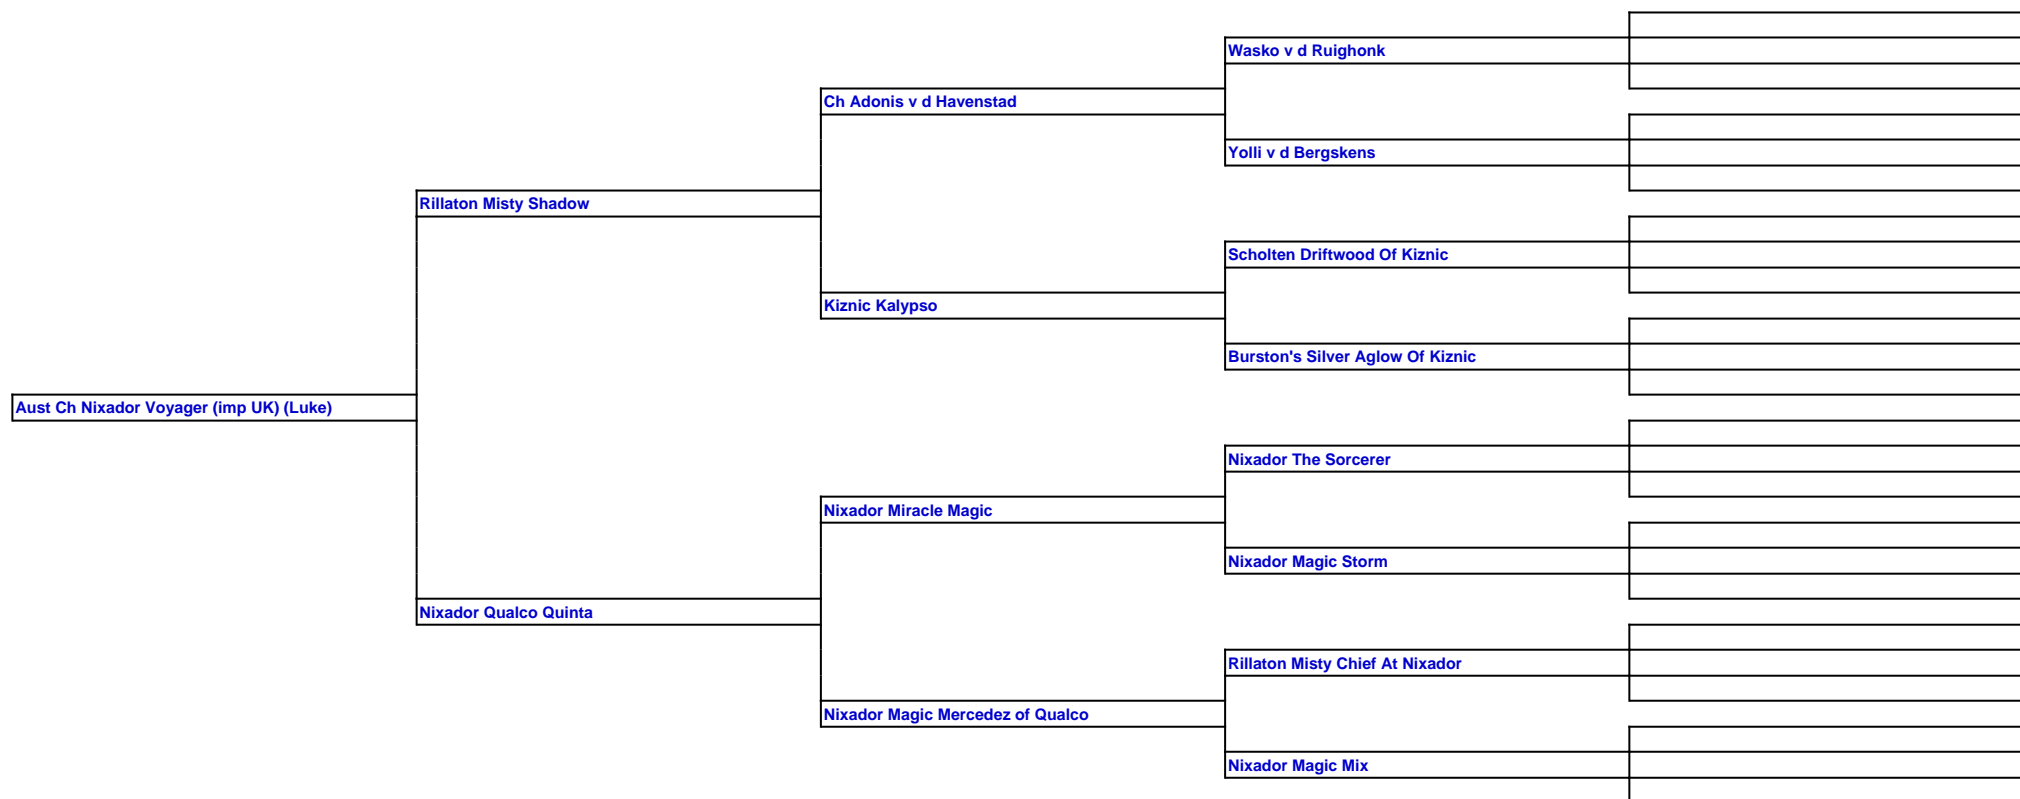 Wasko v d Ruighonk
Ch Adonis v d Havenstad
Yolli v d Bergskens
Rillaton Misty Shadow
Scholten Driftwood Of Kiznic
Kiznic Kalypso
Burston's Silver Aglow Of Kiznic
Aust Ch Nixador Voyager (imp UK) (Luke)
Nixador The Sorcerer
Nixador Miracle Magic
Nixador Magic Storm
Nixador Qualco Quinta
Rillaton Misty Chief At Nixador
Nixador Magic Mercedez of Qualco
Nixador Magic Mix